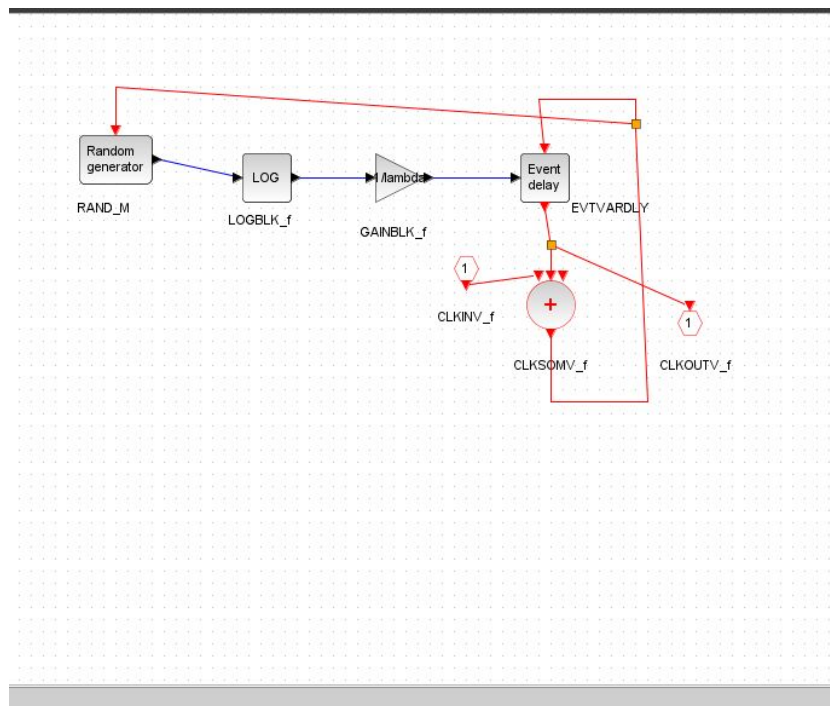 Random
generator
RAND_M
LOG
LOGBLK_f
1/lambda
GAINBLK_f
Event
delay
EVTVARDLY
1
CLKINV_f
+
CLKSOMV_f
1
CLKOUTV_f